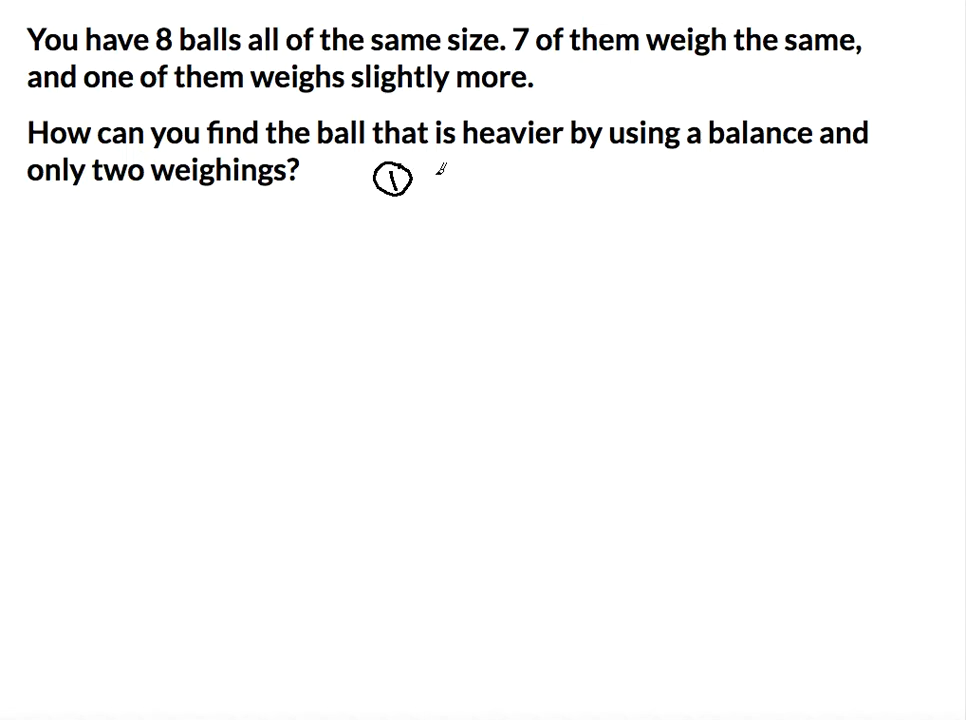 You have 8 balls all of the same size. 7 of them weigh the same,
and one of them weighs slightly more.
How can you find the ball that is heavier by using a balance and
only two weighings? 1